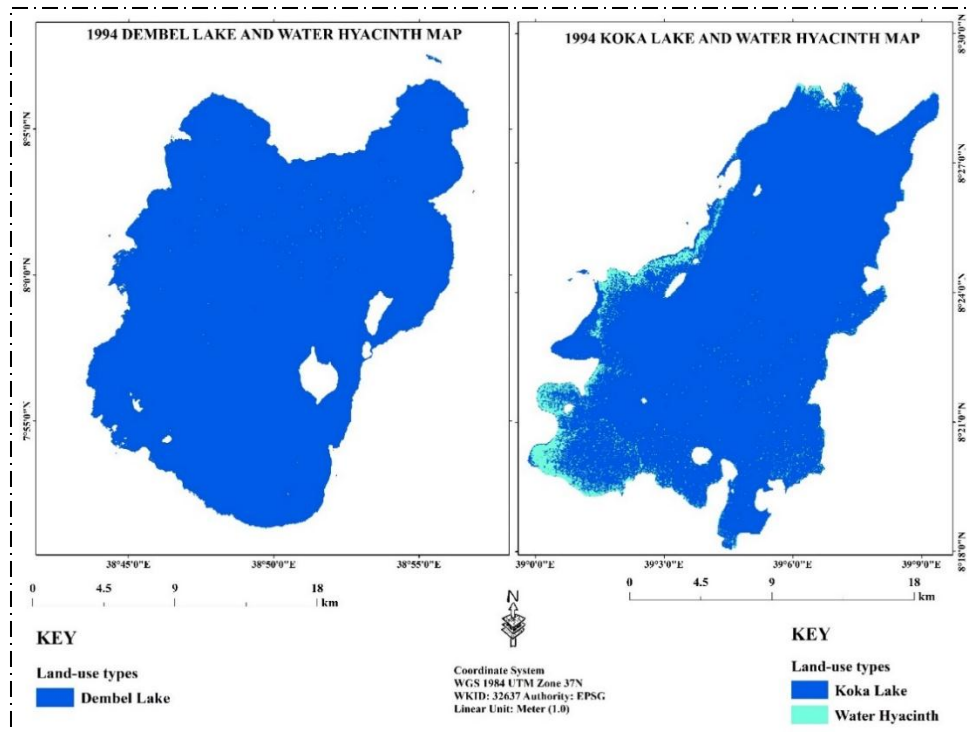 1994 DEMBEL LAKE AND WATER HYACINTH MAP
8°5'0"N
8°0'0"N
7°55'0"N
38°45'0"E 38°50'0"E 38°55'0"E
0 4.5 9 18
km
KEY
Land-use types
Dembel Lake
1994 KOKA LAKE AND WATER HYACINTH MAP
8°30'0"N
8°27'0"N
8°24'0"N
8°21'0"N
8°18'0"N
39°0'0"E 39°3'0"E 39°6'0"E 39°9'0"E
0 4.5 9 18
km
N
Coordinate System
WGS 1984 UTM Zone 37N
WKID: 32637 Authority: EPSG
Linear Unit: Meter (1.0)
KEY
Land-use types
Koka Lake
Water Hyacinth